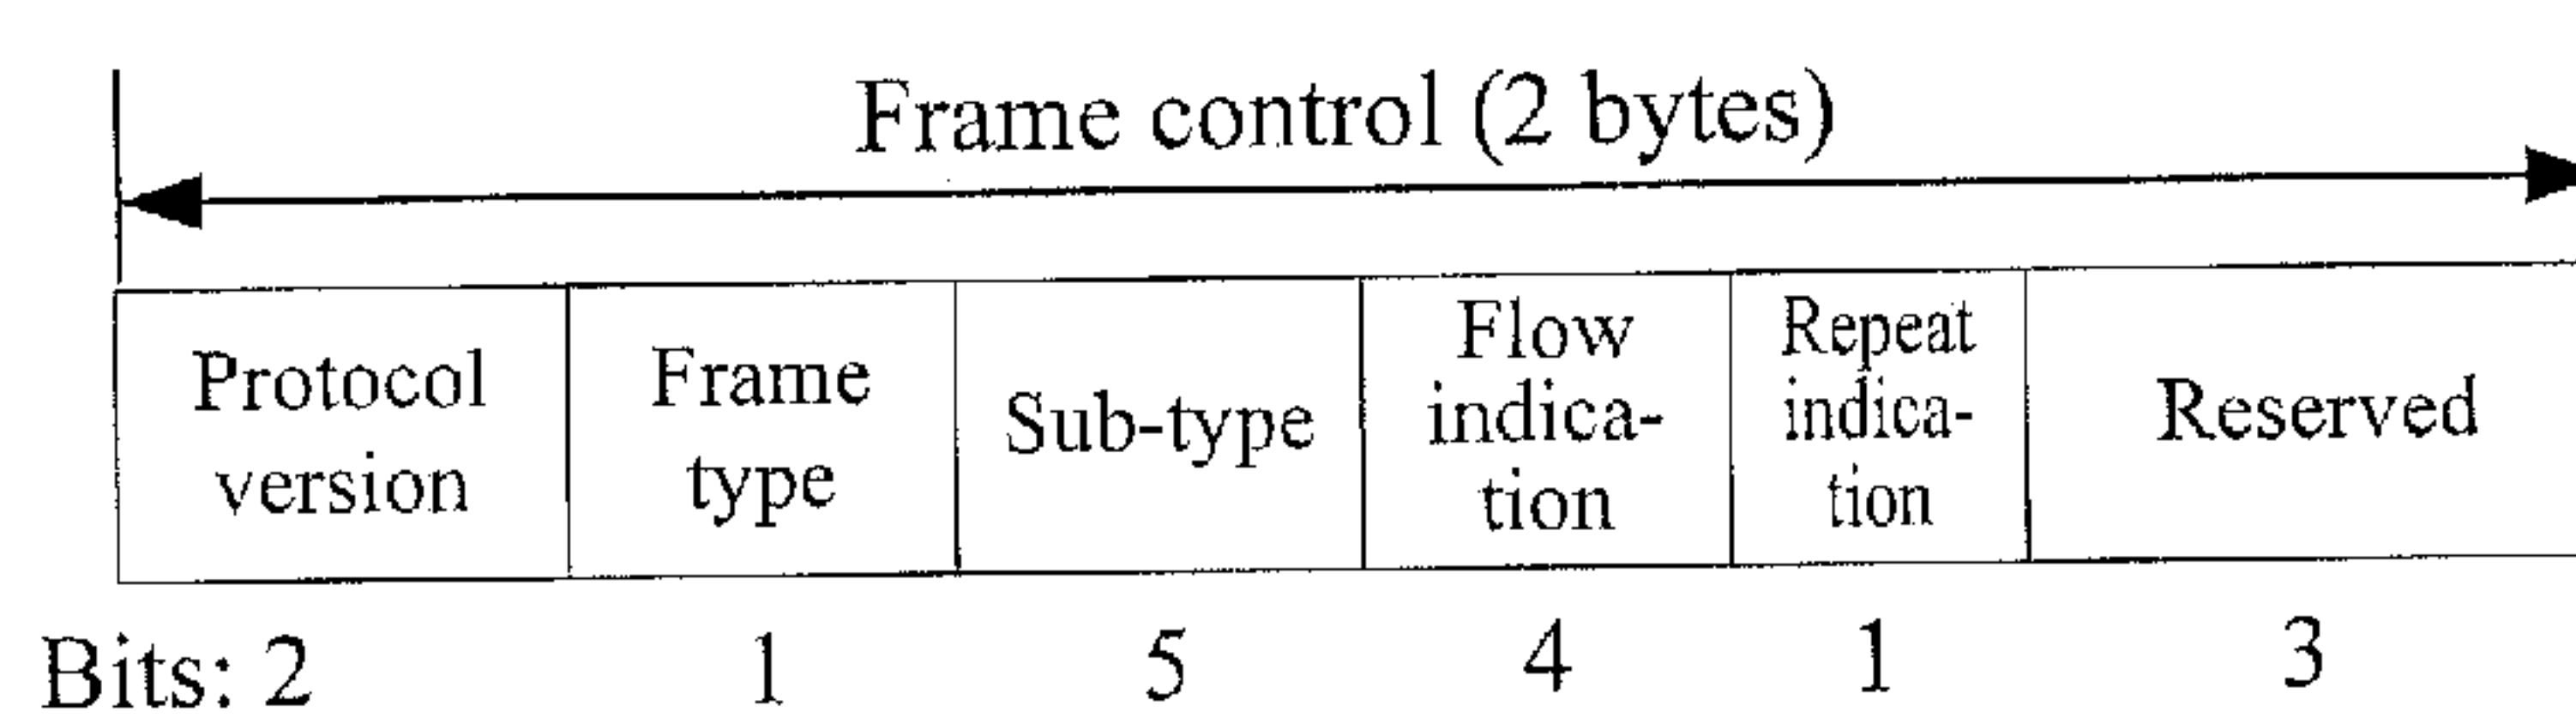 Frame control (2 bytes)
Protocol
version
Frame
type
Sub-type
Flow
indica-
tion
Repeat
indica-
tion
Reserved
Bits: 2 1 5 4 1 3